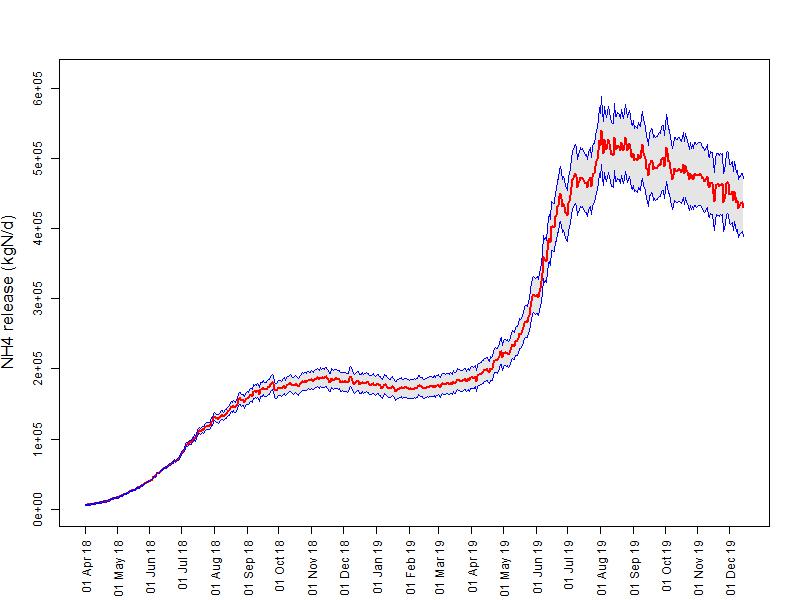 NH4 release (kgN/d)
6e+05
5e+05
4e+05
3e+05
2e+05
1e+05
0e+00
01 Apr 18
01 May 18
01 Jun 18
01 Jul 18
01 Aug 18
01 Sep 18
01 Oct 18
01 Nov 18
01 Dec 18
01 Jan 19
01 Feb 19
01 Mar 19
01 Apr 19
01 May 19
01 Jun 19
01 Jul 19
01 Aug 19
01 Sep 19
01 Oct 19
01 Nov 19
01 Dec 19